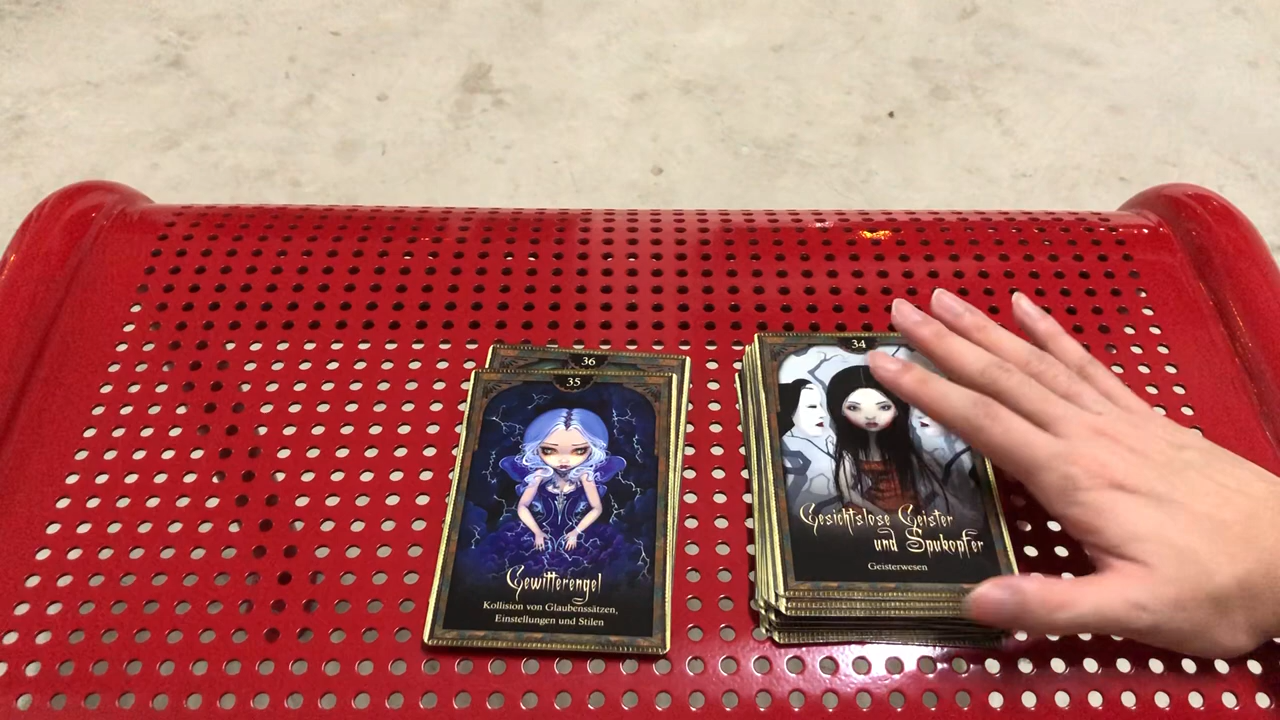 36
35
Gewitterengel
Kollision von Glaubenssätzen,
Einstellungen und Stilen
34
Gesichtslose Geister
und Spukopfer
Geisterwesen